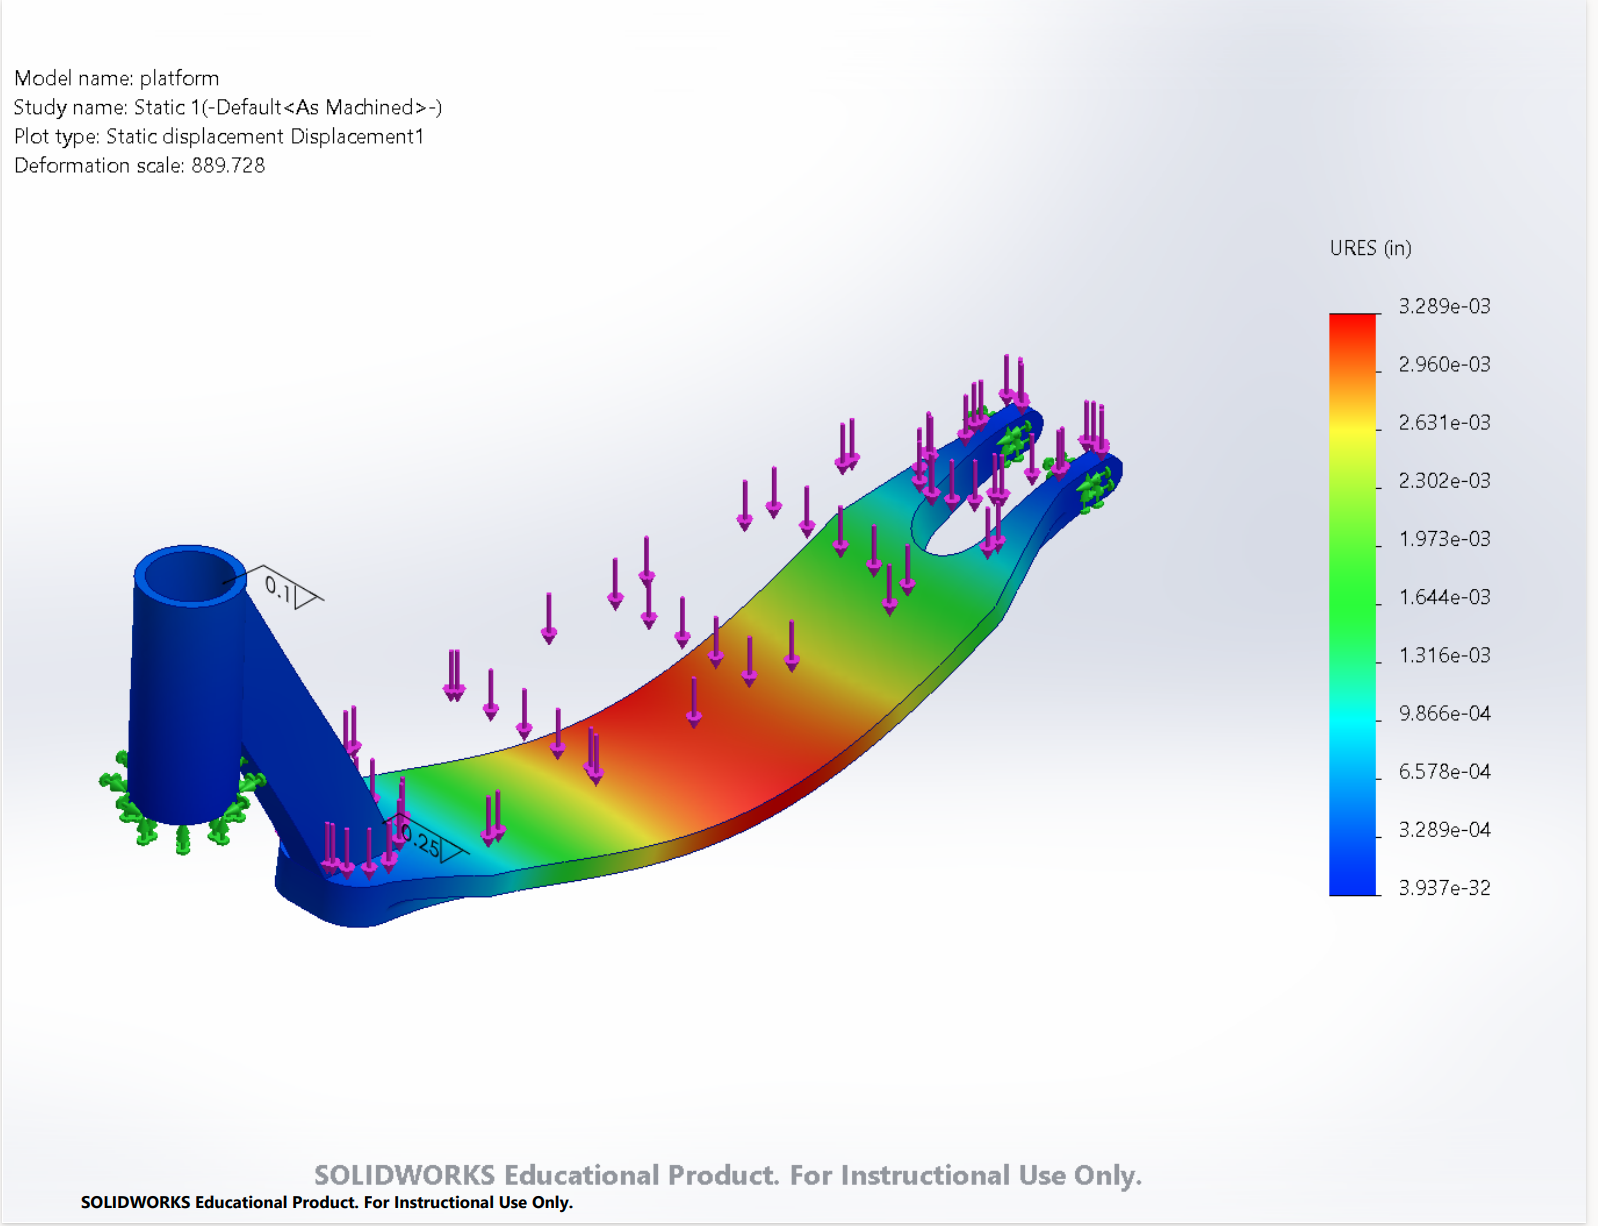 Model name: platform
Study name: Static 1(-Default<As Machined>-)
Plot type: Static displacement Displacement1
Deformation scale: 889.728
URES (in)
3.289e-03
2.960e-03
2.631e-03
2.302e-03
1.973e-03
1.644e-03
1.316e-03
9.866e-04
6.578e-04
3.289e-04
3.937e-32
0.1
0.25
SOLIDWORKS Educational Product. For Instructional Use Only.
SOLIDWORKS Educational Product. For Instructional Use Only.